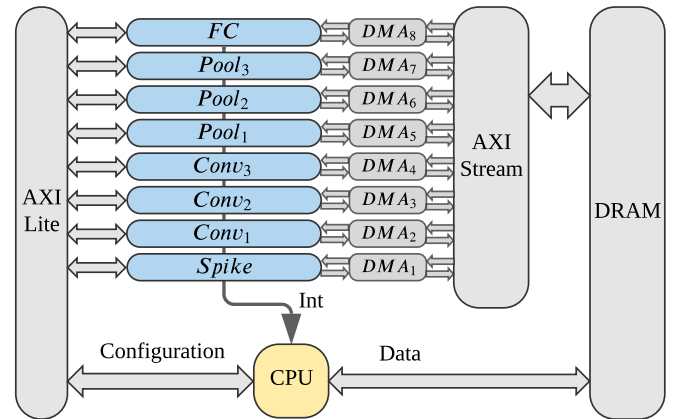 FC
DMA₈
Pool₃
DMA₇
Pool₂
DMA₆
Pool₁
DMA₅
Conv₃
DMA₄
Conv₂
DMA₃
Conv₁
DMA₂
Spike
DMA₁
AXI
Lite
AXI
Stream
DRAM
Int
Configuration
CPU
Data